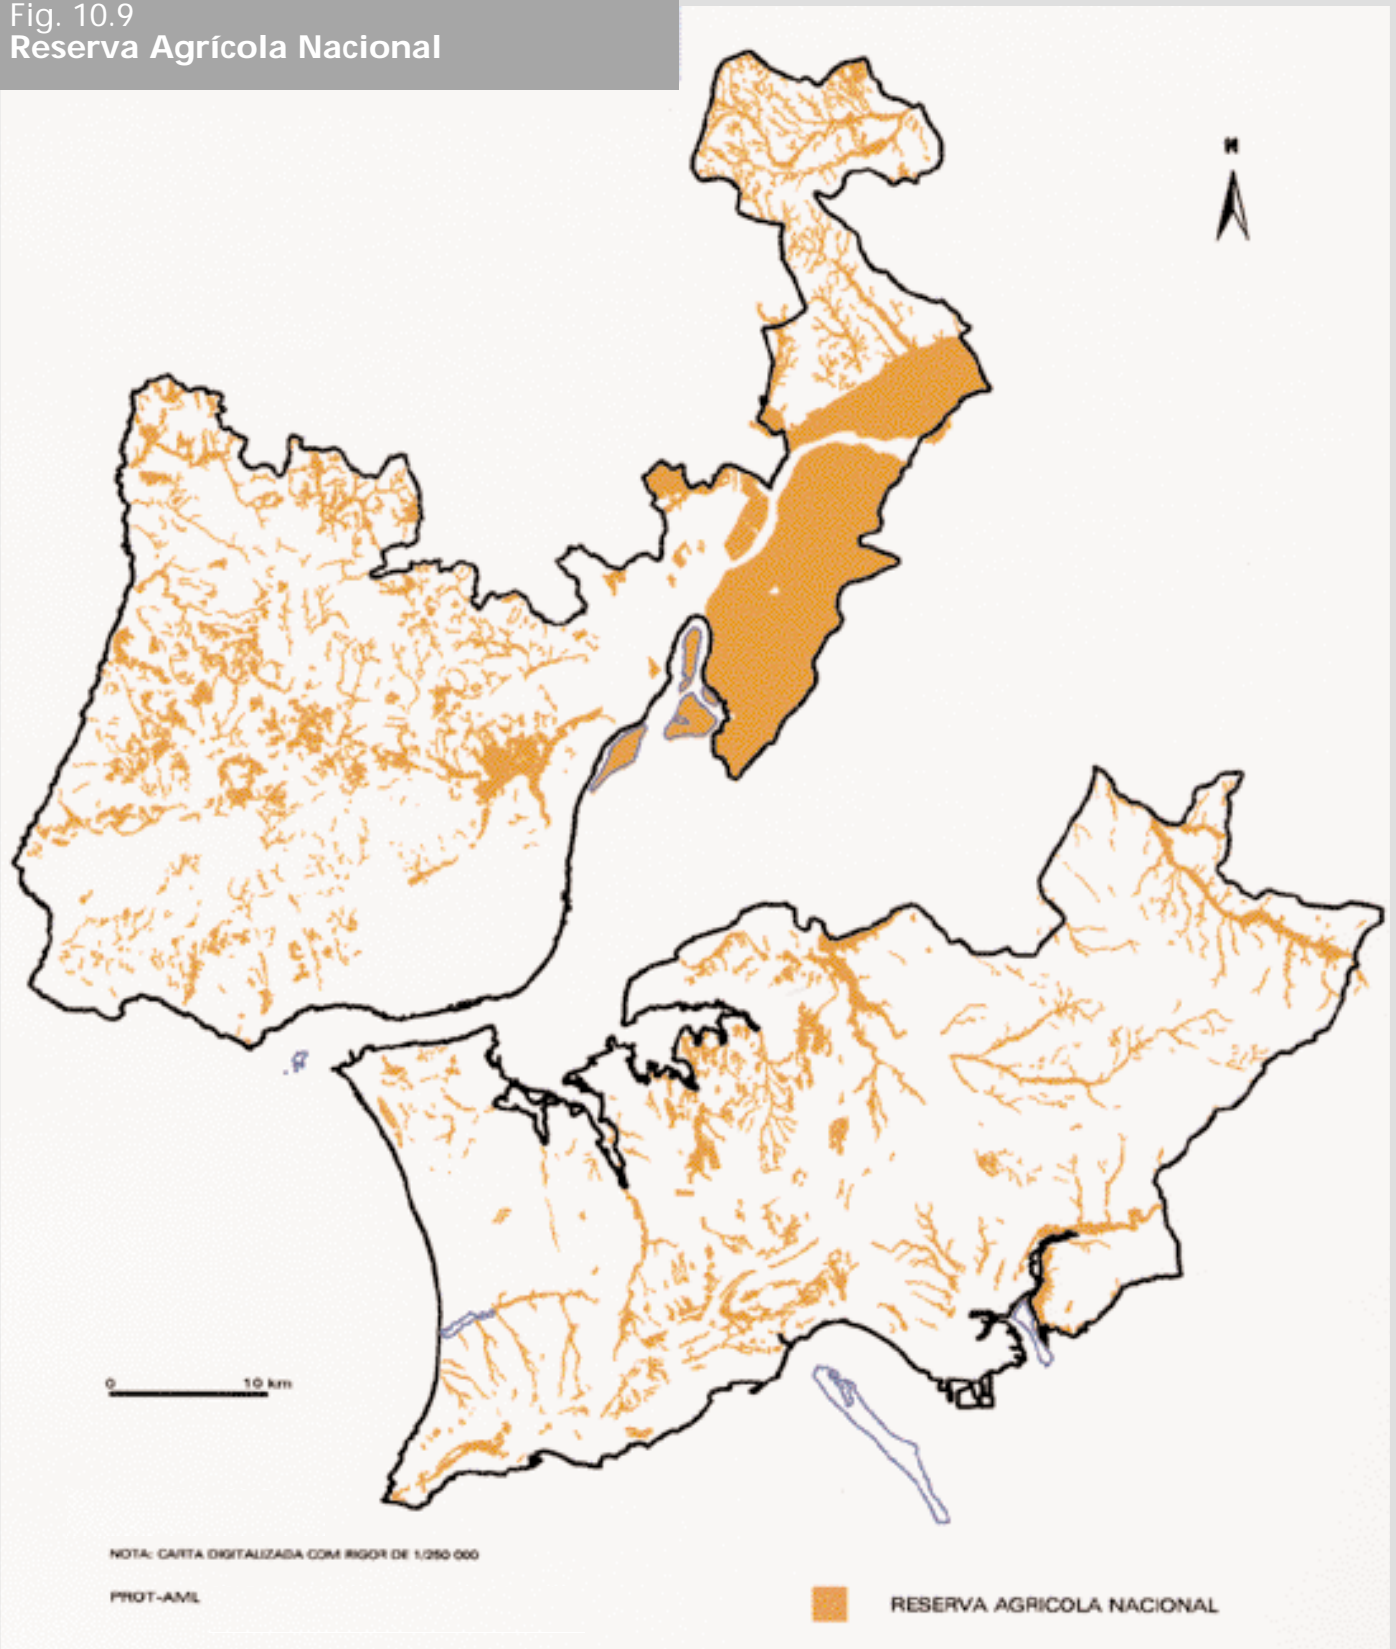 Fig. 10.9
Reserva Agrícola Nacional
N
0 10 km
NOTA: CARTA DIGITALIZADA COM RIGOR DE 1/250 000
PROT-AML
RESERVA AGRICOLA NACIONAL